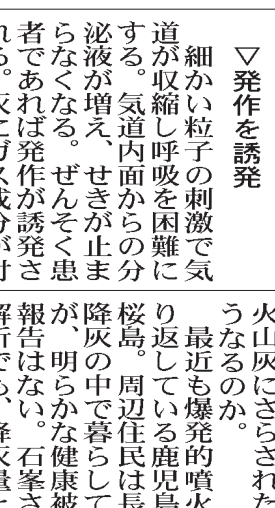 ▽発作を誘発
細かい粒子の刺激で気
道が収縮し呼吸を困難に
する。気道内面からの分
泌液が増え、せきが止ま
らなくなる。ぜんそく患
者であれば発作が誘発さ
れる。灰にガス成分が付
火山灰にさらされた
うなるのか。
最近も爆発的噴火
り返している鹿児島
桜島。周辺住民は長
降灰の中で暮らして
が、明らかな健康被
報告はない。石峯さ
解析でも、降灰量と